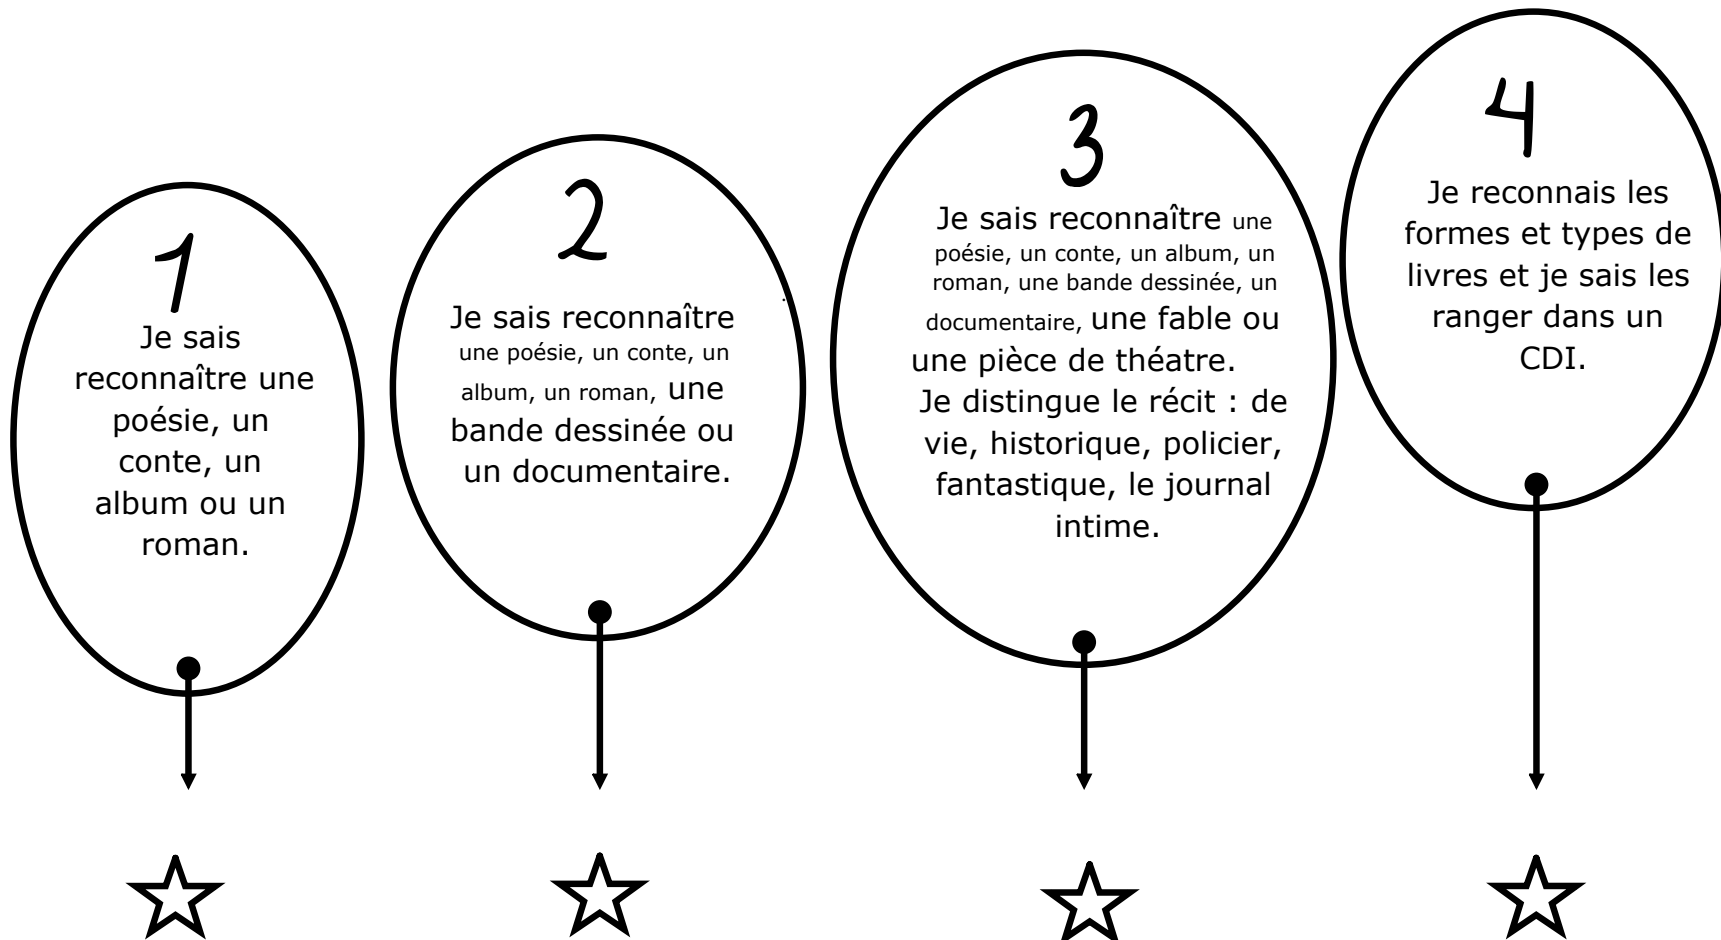 1
Je sais
reconnaître une
poésie, un
conte, un
album ou un
roman.
2
Je sais reconnaître
une poésie, un conte, un
album, un roman, une
bande dessinée ou
un documentaire.
3
Je sais reconnaître une
poésie, un conte, un album, un
roman, une bande dessinée, un
documentaire, une fable ou
une pièce de théatre.
Je distingue le récit : de
vie, historique, policier,
fantastique, le journal
intime.
4
Je reconnais les
formes et types de
livres et je sais les
ranger dans un
CDI.